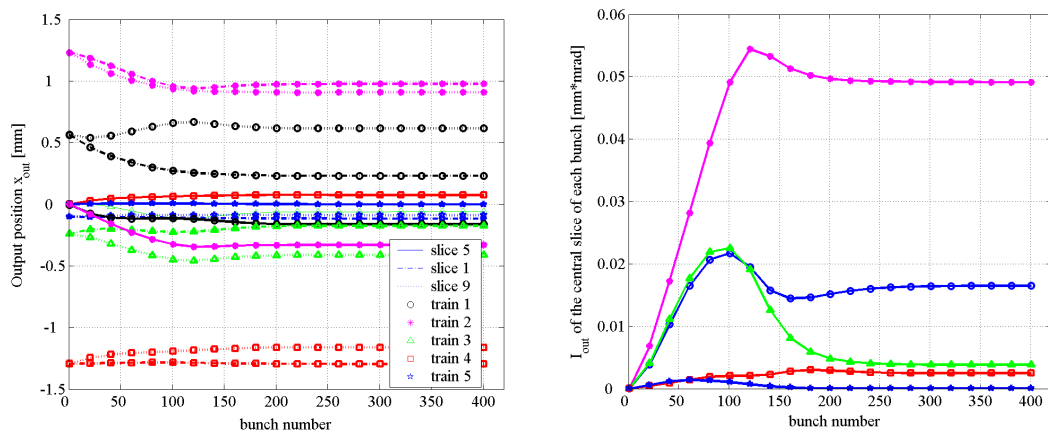 1.5
1
0.5
0
-0.5
-1
-1.5
Output position x_out [mm]
0 50 100 150 200 250 300 350 400
bunch number
slice 5
slice 1
slice 9
train 1
train 2
train 3
train 4
train 5
0.06
0.05
0.04
0.03
0.02
0.01
0
I_out of the central slice of each bunch [mm*mrad]
0 50 100 150 200 250 300 350 400
bunch number